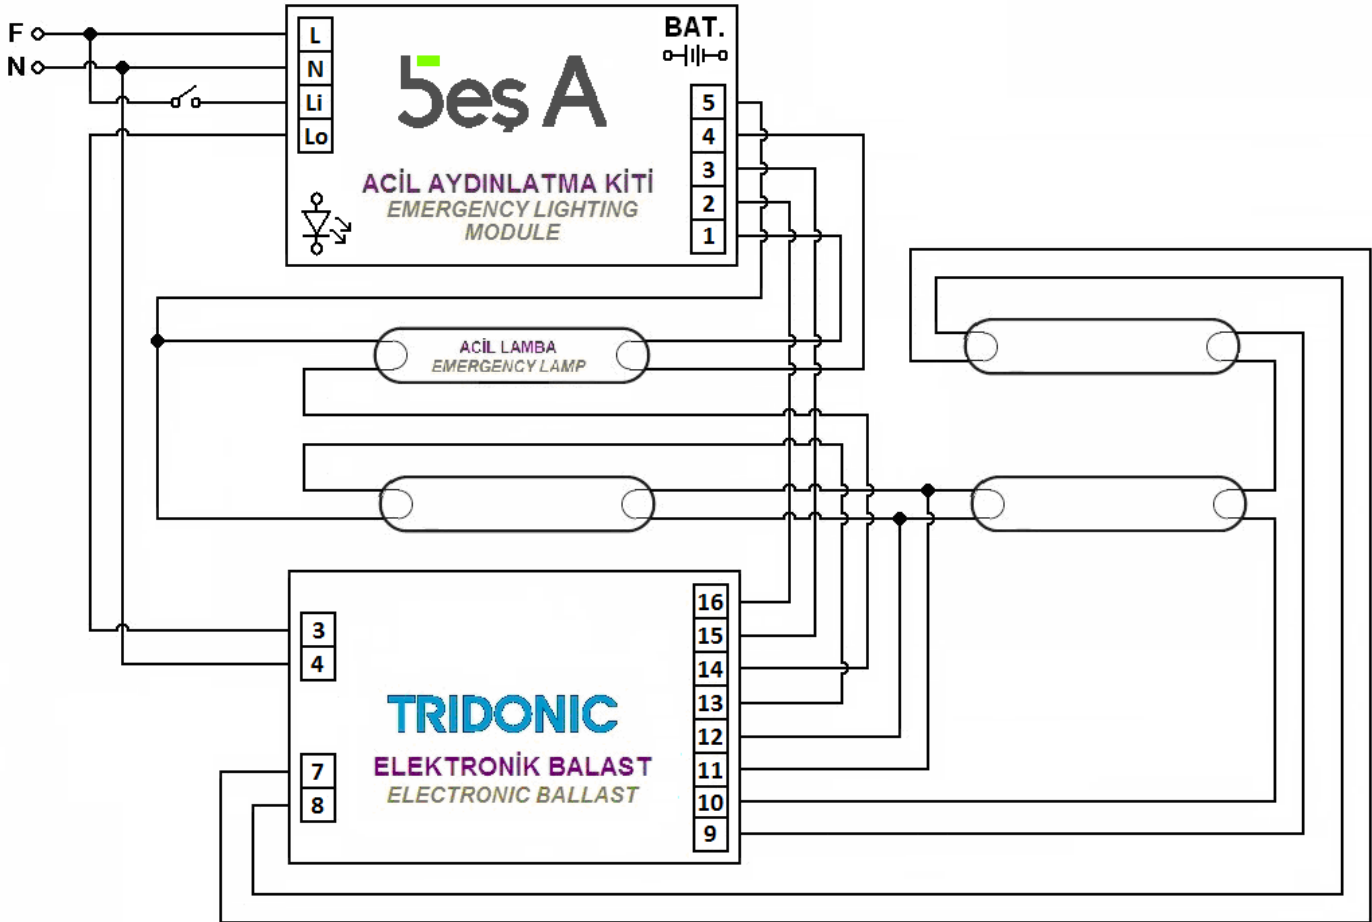 F
N
L
N
Li
Lo
BAT.
beş A
ACİL AYDINLATMA KİTİ
EMERGENCY LIGHTING
MODULE
5
4
3
2
1
ACİL LAMBA
EMERGENCY LAMP
3
4
7
8
TRIDONIC
ELEKTRONİK BALAST
ELECTRONIC BALLAST
16
15
14
13
12
11
10
9